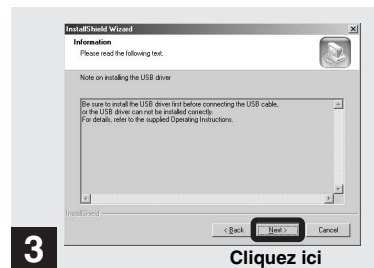 InstallShield Wizard
Information
Please read the following text.
Note on installing the USB driver
Be sure to install the USB driver first before connecting the USB cable,
or the USB driver can not be installed correctly.
For details, refer to the supplied Operating Instructions.
InstallShield
< Back Next > Cancel
3
Cliquez ici